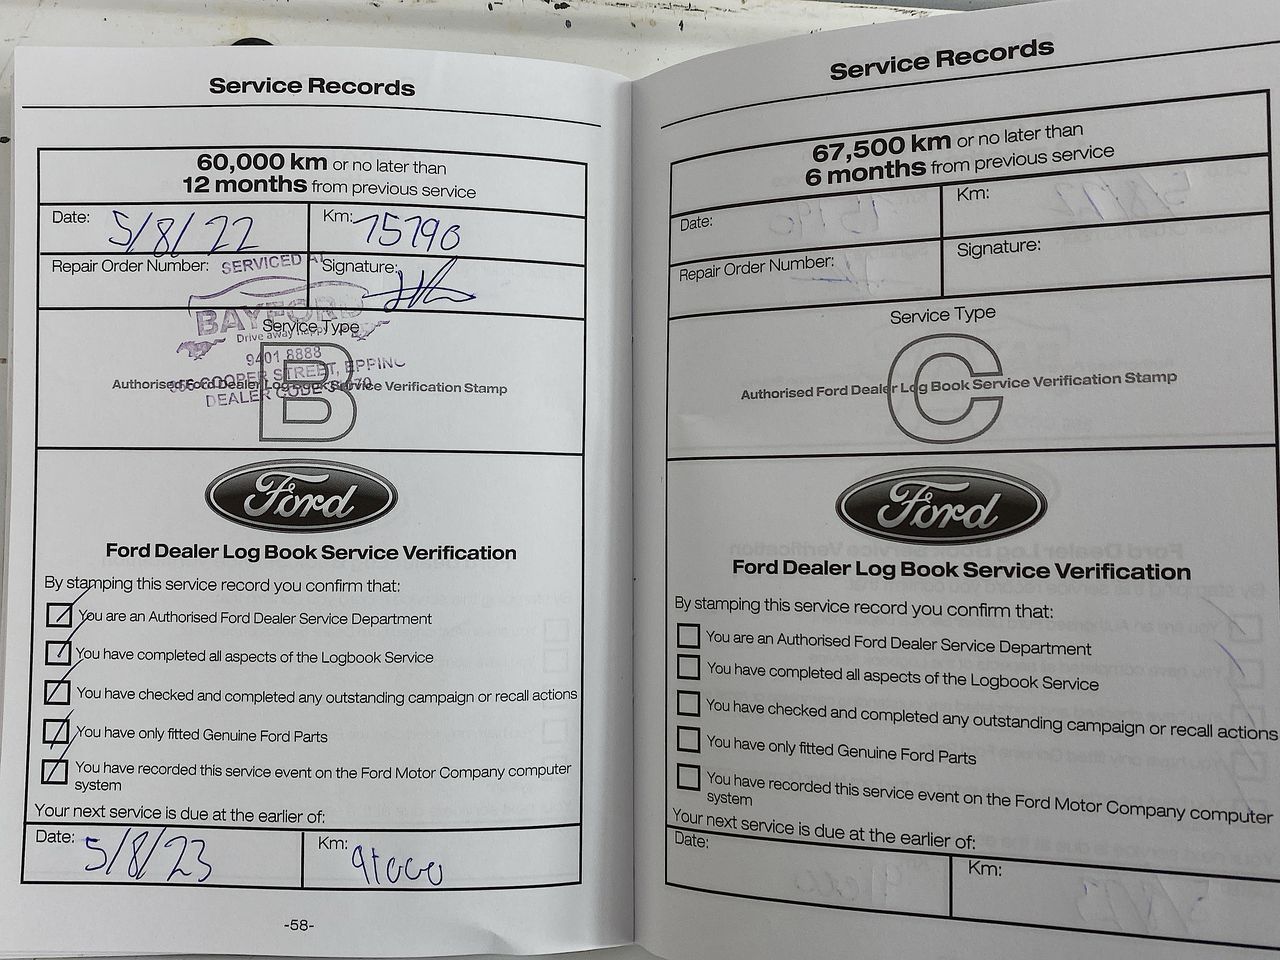 Service Records
60,000 km or no later than
12 months from previous service
Date: 5/8/22 Km: 75790
Repair Order Number: Signature:
SERVICED AT
BAYFORD
Drive away happy
Service Type
B
9401 8888
COOPER STREET, EPPING
DEALER CODE
Authorised Ford Dealer Log Book Service Verification Stamp
Ford
Ford Dealer Log Book Service Verification
By stamping this service record you confirm that:
You are an Authorised Ford Dealer Service Department
You have completed all aspects of the Logbook Service
You have checked and completed any outstanding campaign or recall actions
You have only fitted Genuine Ford Parts
You have recorded this service event on the Ford Motor Company computer
system
Your next service is due at the earlier of:
Date: 5/8/23 Km: 91000
-58-
Service Records
67,500 km or no later than
6 months from previous service
Date: Km:
Repair Order Number: Signature:
Service Type
C
Authorised Ford Dealer Log Book Service Verification Stamp
Ford
Ford Dealer Log Book Service Verification
By stamping this service record you confirm that:
You are an Authorised Ford Dealer Service Department
You have completed all aspects of the Logbook Service
You have checked and completed any outstanding campaign or recall actions
You have only fitted Genuine Ford Parts
You have recorded this service event on the Ford Motor Company computer
system
Your next service is due at the earlier of:
Date: Km: